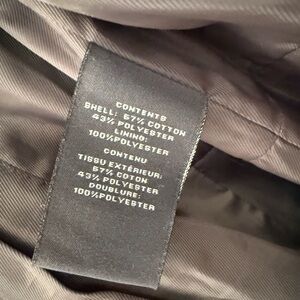 CONTENTS
SHELL: 57% COTTON
43% POLYESTER
LINING:
100%POLYESTER
CONTENU
TISSU EXTÉRIEUR:
57% COTON
43% POLYESTER
DOUBLURE:
100%POLYESTER